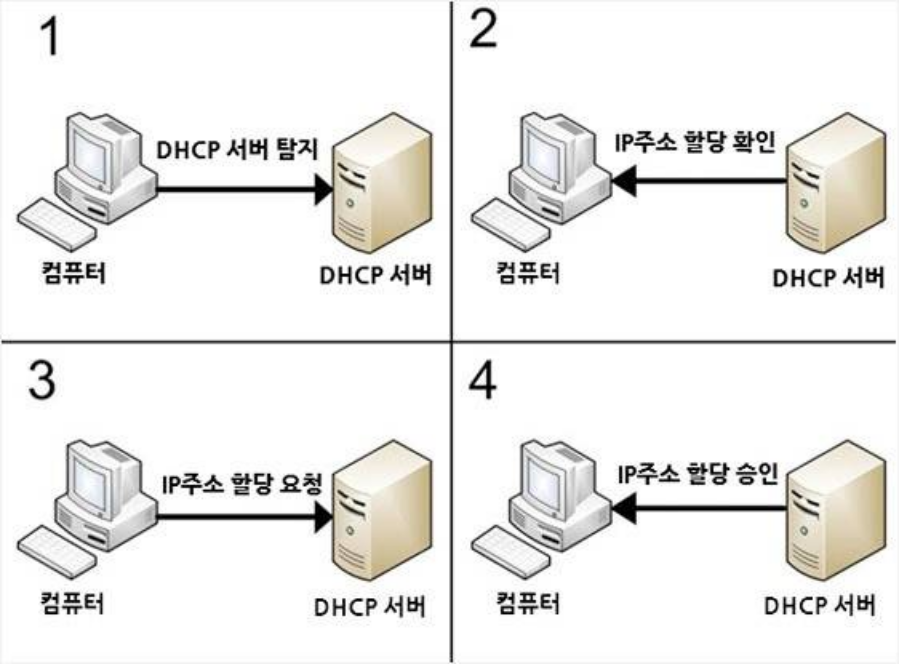 1
DHCP 서버 탐지
컴퓨터
DHCP 서버
2
IP주소 할당 확인
컴퓨터
DHCP 서버
3
IP주소 할당 요청
컴퓨터
DHCP 서버
4
IP주소 할당 승인
컴퓨터
DHCP 서버